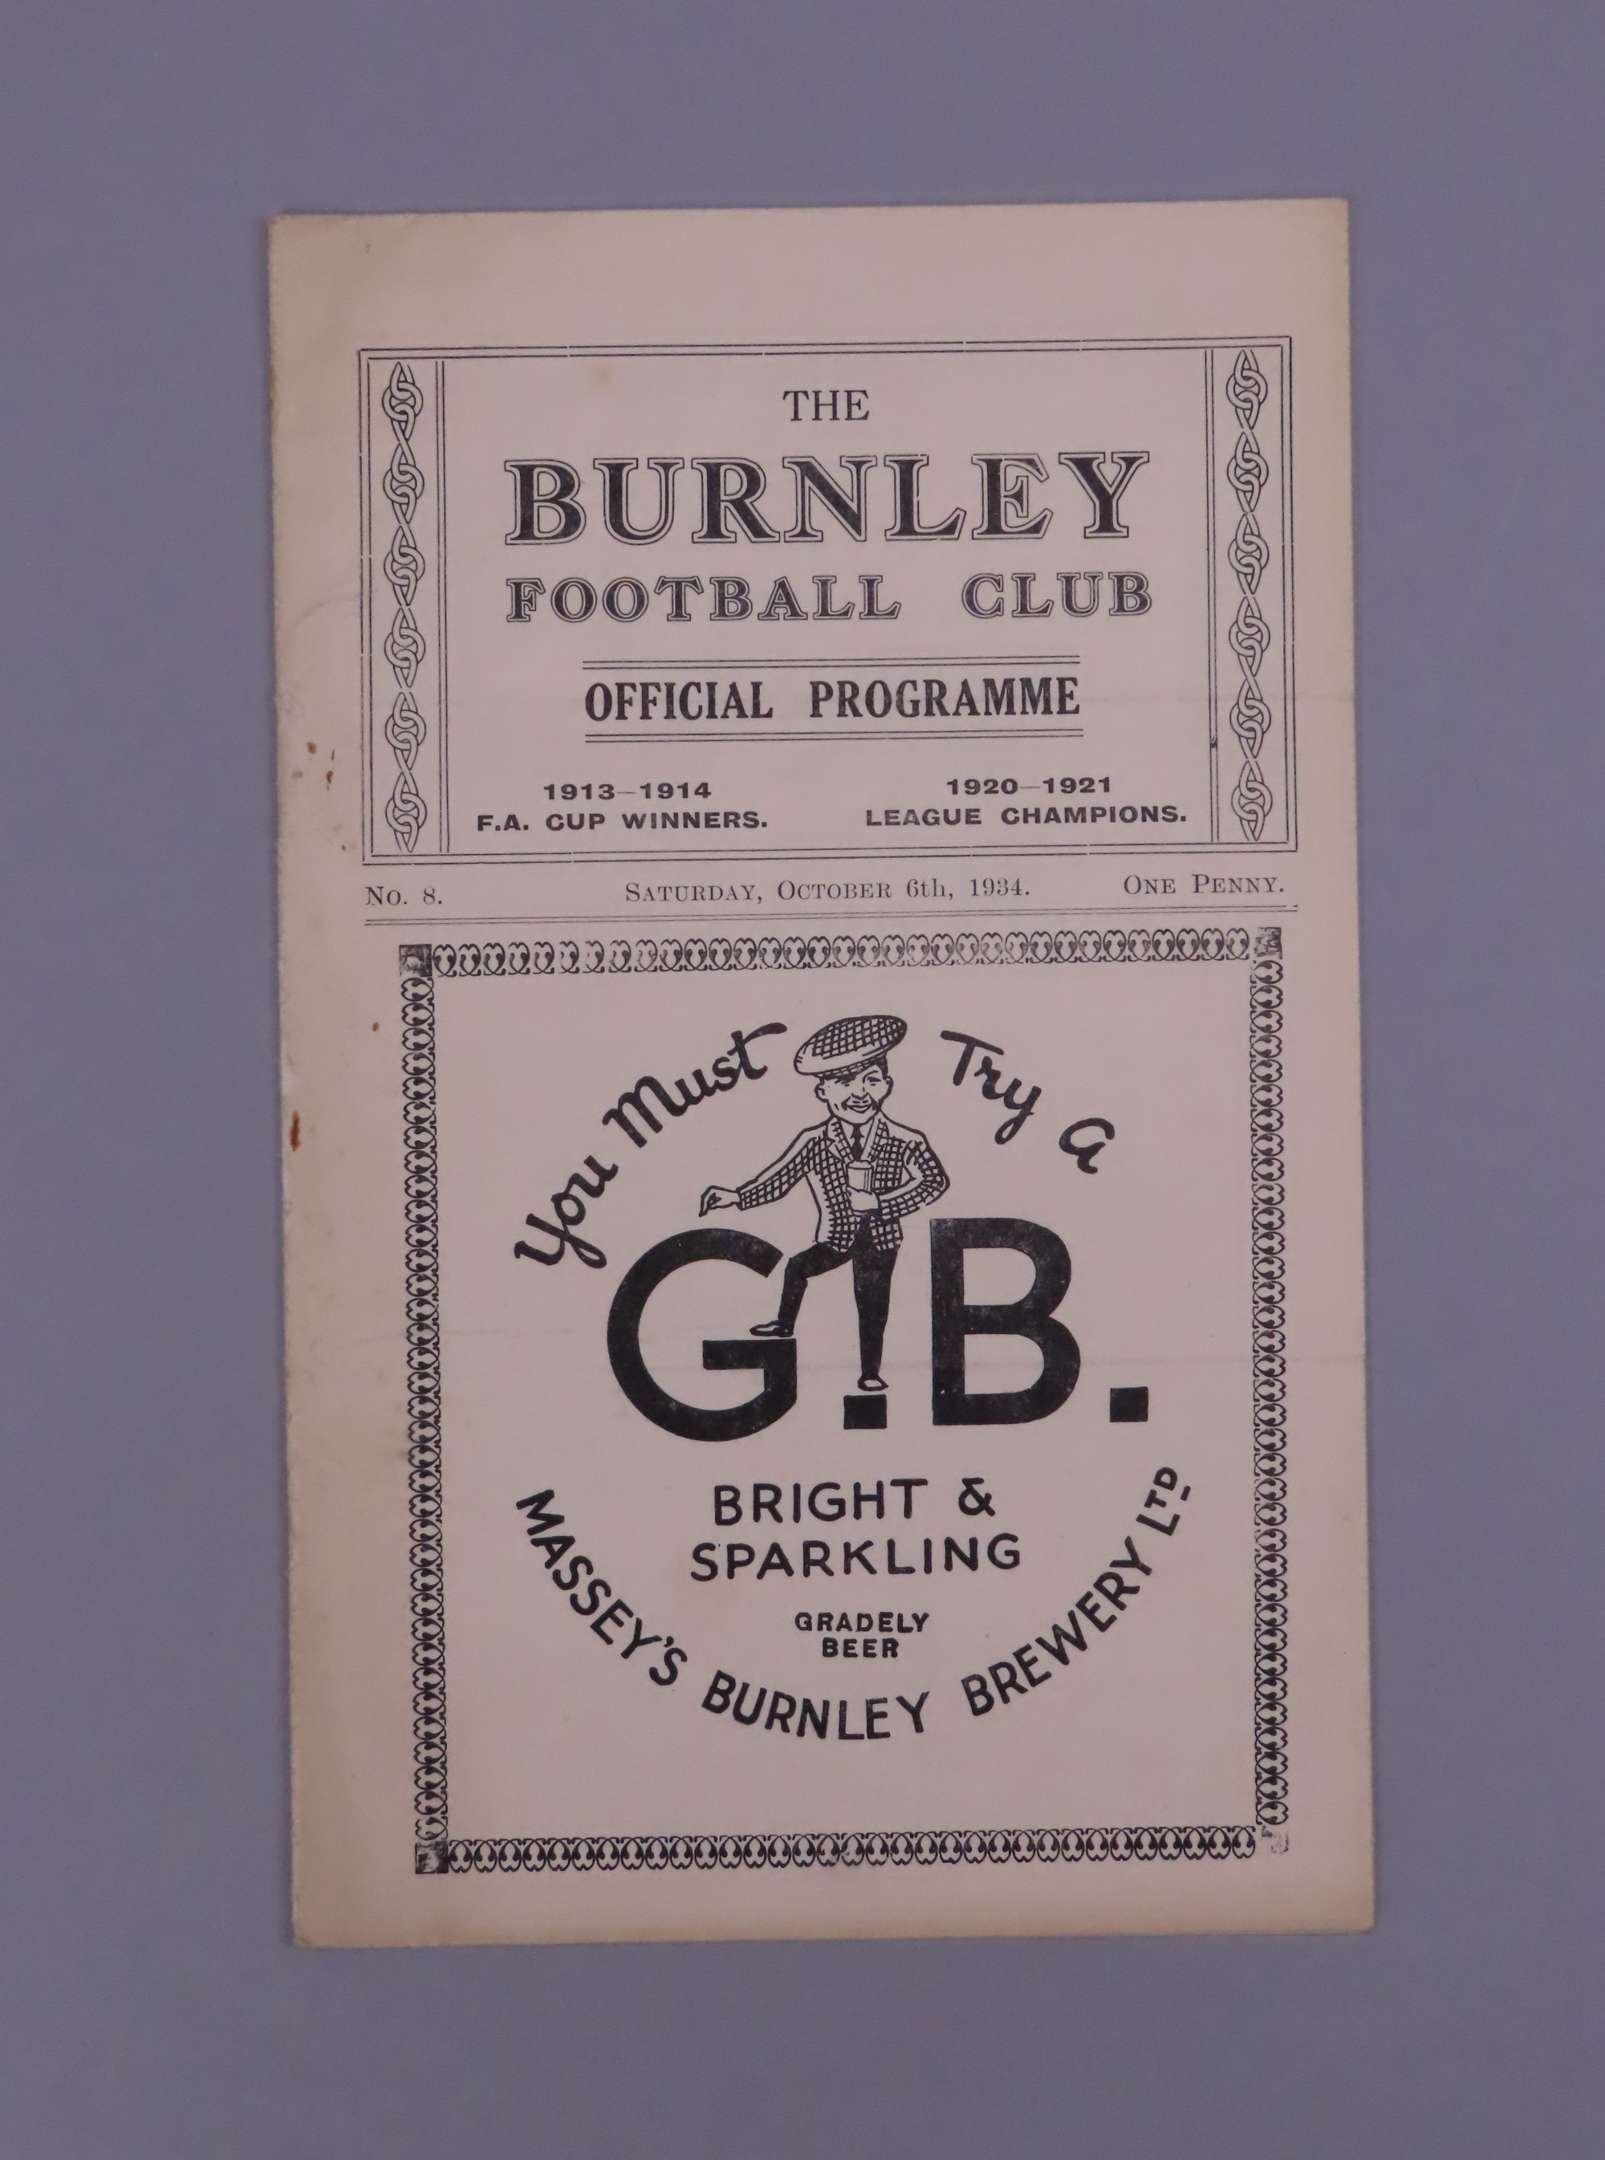 THE
BURNLEY
FOOTBALL CLUB
OFFICIAL PROGRAMME
1913–1914
F.A. CUP WINNERS.
1920–1921
LEAGUE CHAMPIONS.
No. 8. SATURDAY, OCTOBER 6th, 1934. ONE PENNY.
You Must Try A
G.B.
BRIGHT &
SPARKLING
GRADELY
BEER
MASSEY'S BURNLEY BREWERY LTD